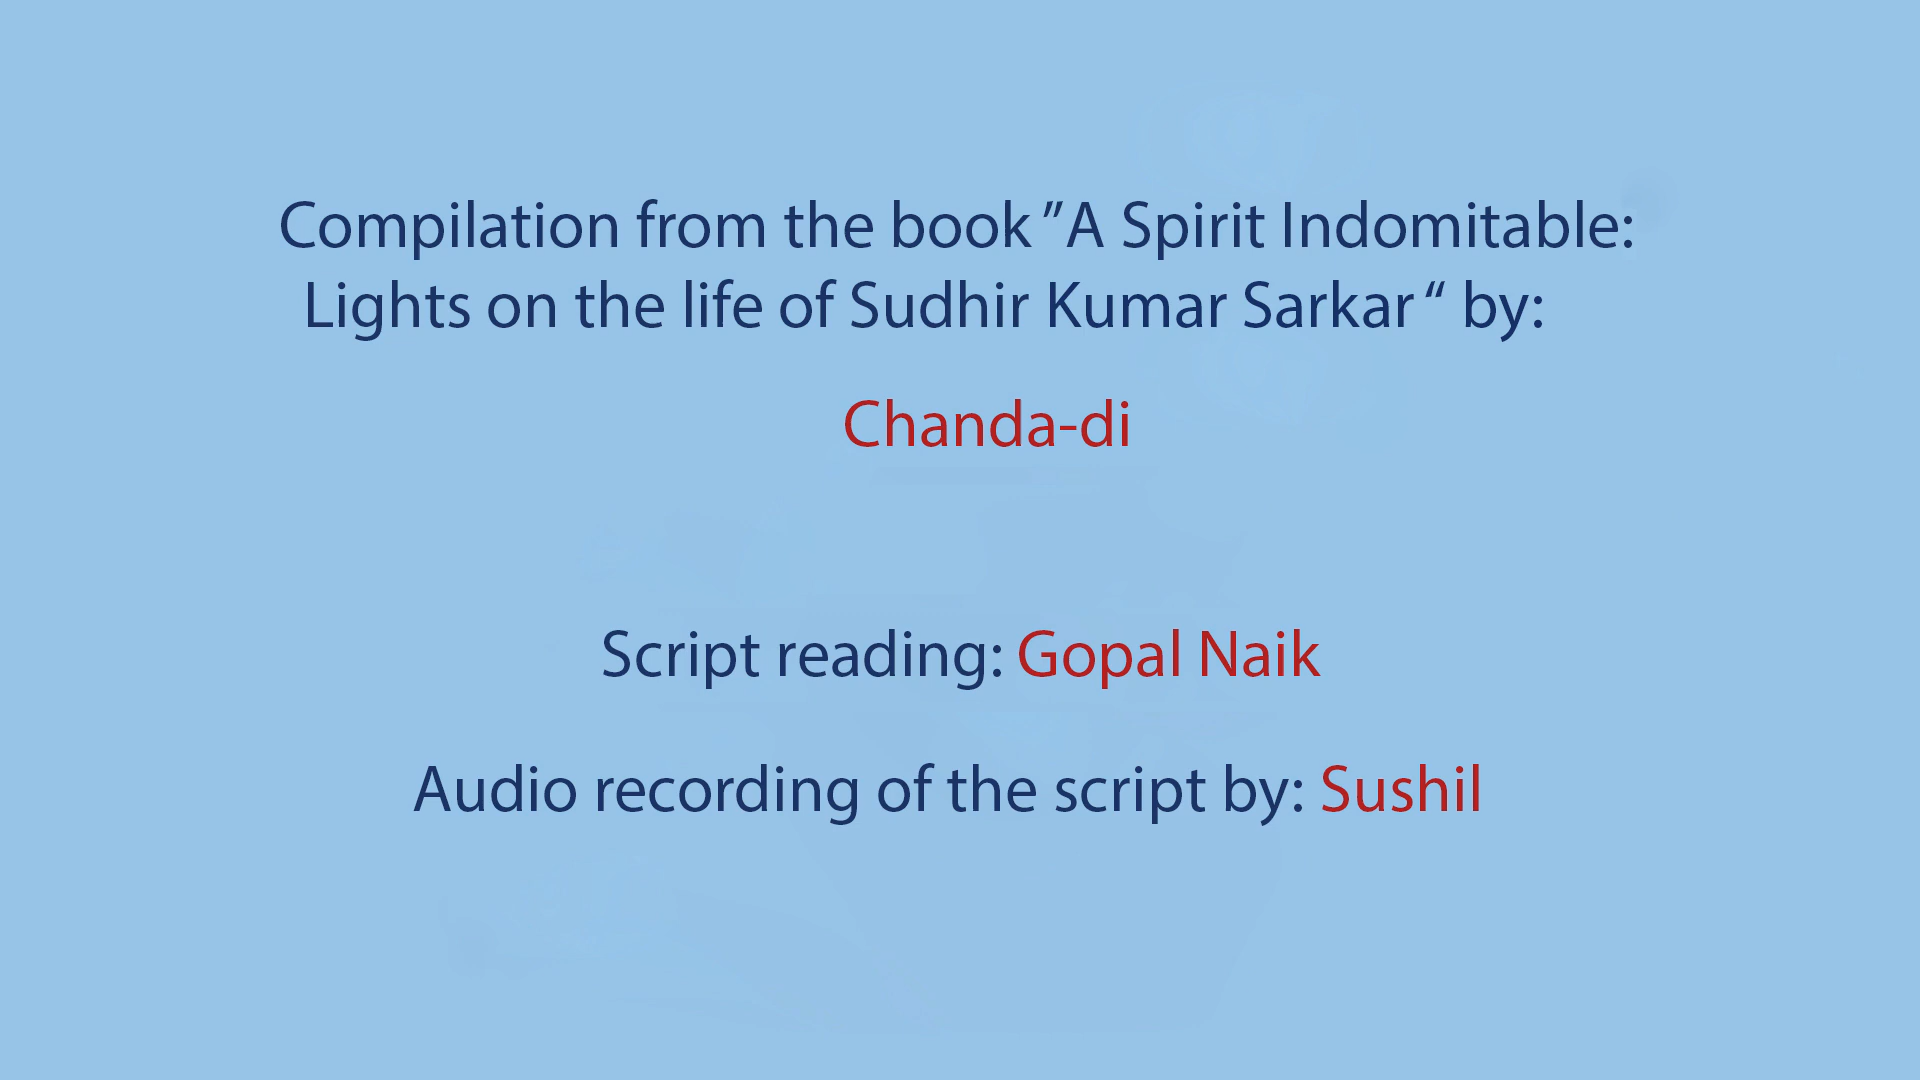 Compilation from the book ”A Spirit Indomitable:
Lights on the life of Sudhir Kumar Sarkar “ by:
Chanda-di
Script reading: Gopal Naik
Audio recording of the script by: Sushil